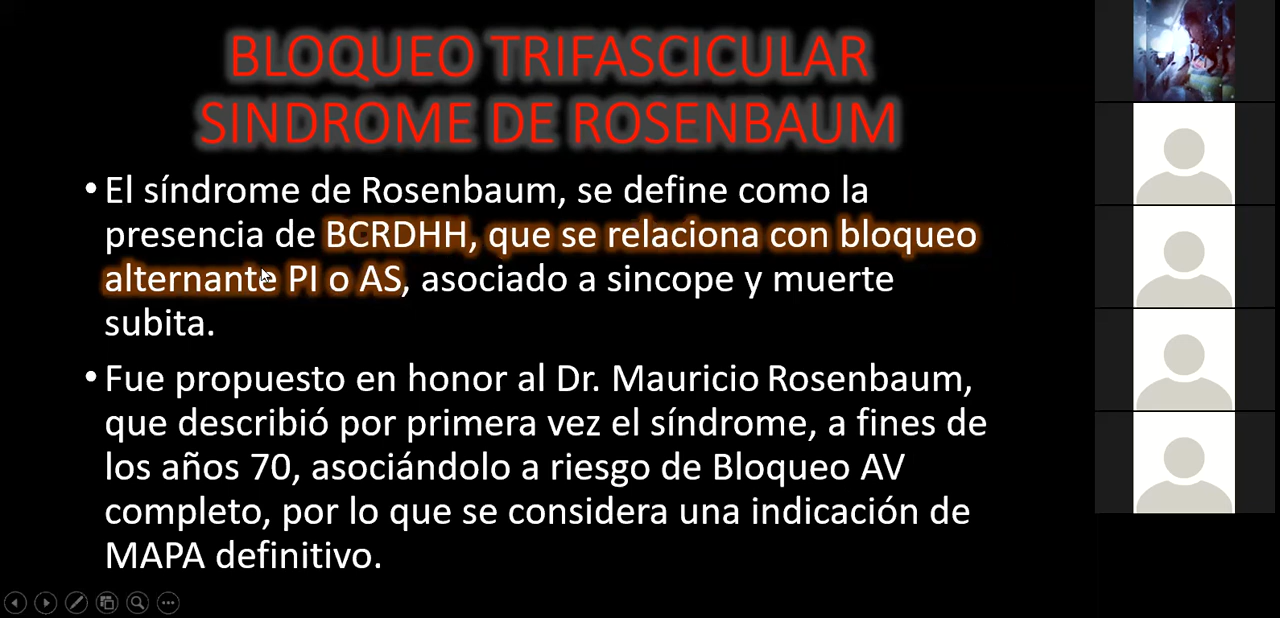 BLOQUEO TRIFASCICULAR
SINDROME DE ROSENBAUM
•El síndrome de Rosenbaum, se define como la
presencia de BCRDHH, que se relaciona con bloqueo
alternante PI o AS, asociado a sincope y muerte
subita.
•Fue propuesto en honor al Dr. Mauricio Rosenbaum,
que describió por primera vez el síndrome, a fines de
los años 70, asociándolo a riesgo de Bloqueo AV
completo, por lo que se considera una indicación de
MAPA definitivo.